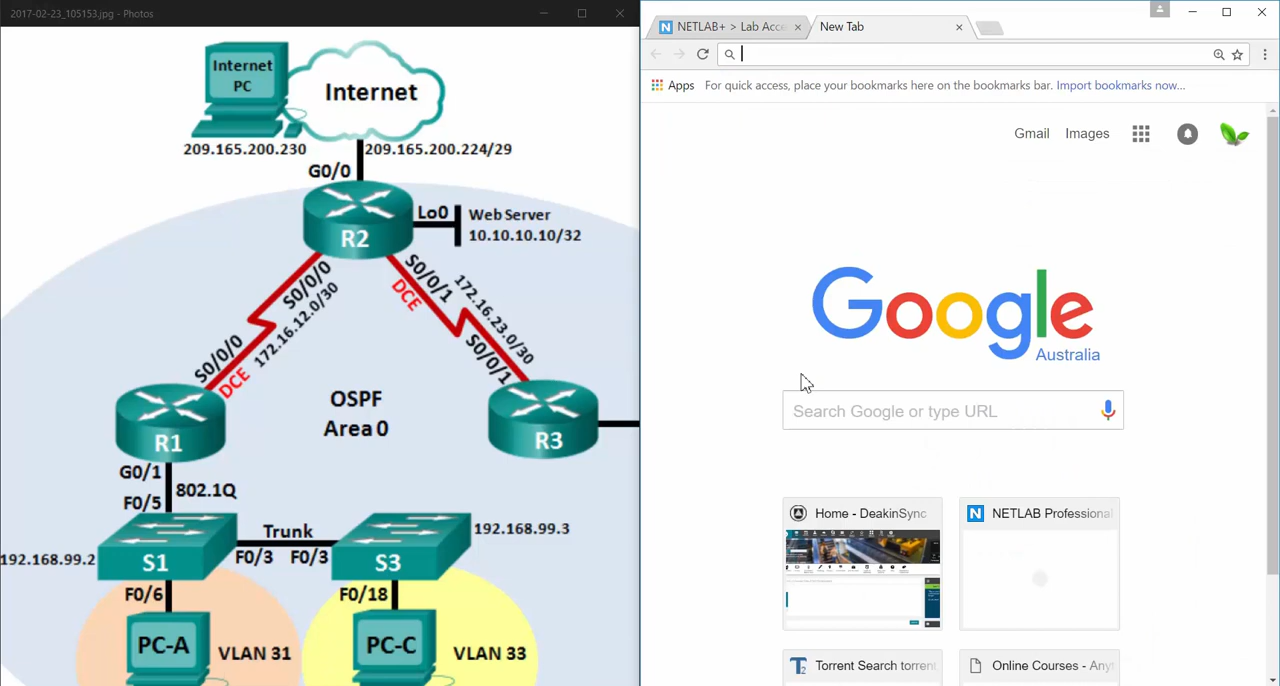 2017-02-23_105153.jpg - Photos
Internet
PC
Internet
209.165.200.230
209.165.200.224/29
G0/0
R2
Lo0
Web Server
10.10.10.10/32
S0/0/0
172.16.12.0/30
S0/0/1
DCE
172.16.23.0/30
S0/0/0
DCE
S0/0/1
OSPF
Area 0
R1
R3
G0/1
802.1Q
F0/5
Trunk
192.168.99.3
192.168.99.2
S1
F0/3
F0/3
S3
F0/6
F0/18
PC-A
VLAN 31
PC-C
VLAN 33
NETLAB+ > Lab Acce
New Tab
Apps
For quick access, place your bookmarks here on the bookmarks bar. Import bookmarks now...
Gmail
Images
Google
Australia
Search Google or type URL
Home - DeakinSync
NETLAB Professional
Torrent Search torrent
Online Courses - Any